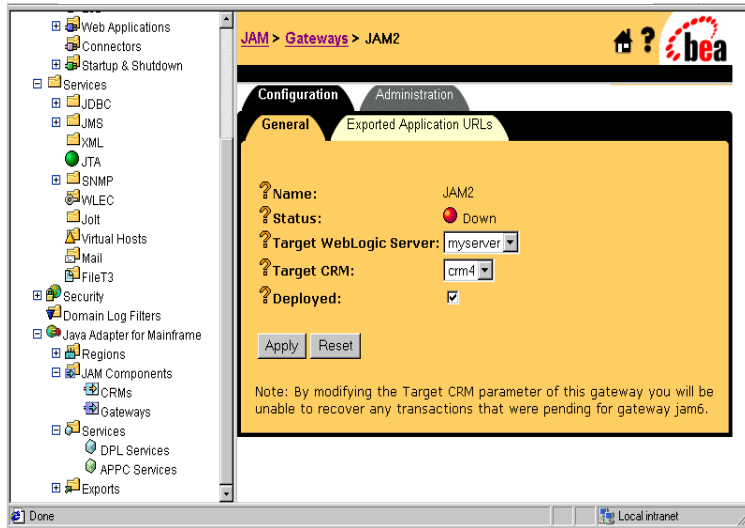 Web Applications
Connectors
Startup & Shutdown
Services
JDBC
JMS
XML
JTA
SNMP
WLEC
Jolt
Virtual Hosts
Mail
FileT3
Security
Domain Log Filters
Java Adapter for Mainframe
Regions
JAM Components
CRMs
Gateways
Services
DPL Services
APPC Services
Exports
JAM > Gateways > JAM2
? bea
Configuration Administration
General Exported Application URLs
?Name: JAM2
?Status: Down
?Target WebLogic Server: myserver
?Target CRM: crm4
?Deployed:
Apply Reset
Note: By modifying the Target CRM parameter of this gateway you will be
unable to recover any transactions that were pending for gateway jam6.
Done Local intranet